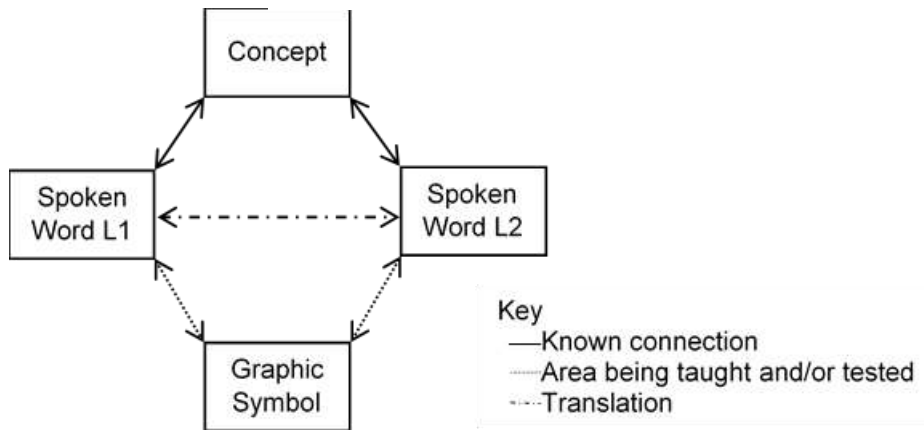 Concept
Spoken
Word L1
Spoken
Word L2
Graphic
Symbol
Key
Known connection
Area being taught and/or tested
Translation